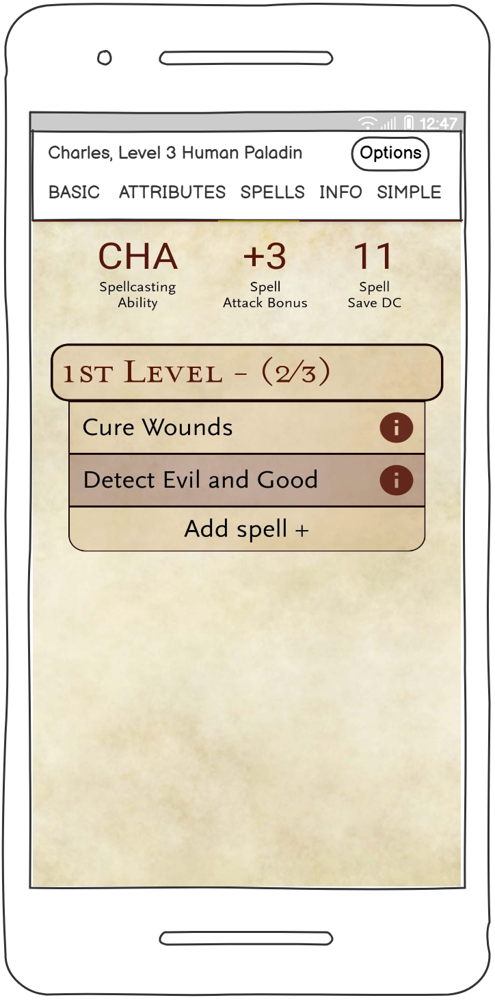 12:47
Charles, Level 3 Human Paladin Options
BASIC ATTRIBUTES SPELLS INFO SIMPLE
CHA +3 11
Spellcasting Spell Spell
Ability Attack Bonus Save DC
1st Level - (2/3)
Cure Wounds i
Detect Evil and Good i
Add spell +